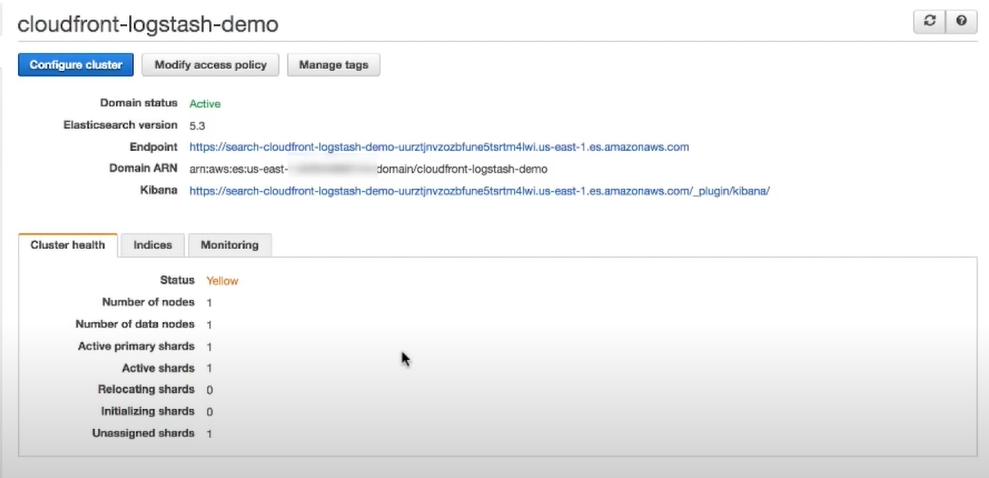 cloudfront-logstash-demo
Configure cluster Modify access policy Manage tags
Domain status Active
Elasticsearch version 5.3
Endpoint https://search-cloudfront-logstash-demo-uurztjnvzozbfune5tsrtm4lwi.us-east-1.es.amazonaws.com
Domain ARN arn:aws:es:us-east- domain/cloudfront-logstash-demo
Kibana https://search-cloudfront-logstash-demo-uurztjnvzozbfune5tsrtm4lwi.us-east-1.es.amazonaws.com/_plugin/kibana/
Cluster health Indices Monitoring
Status Yellow
Number of nodes 1
Number of data nodes 1
Active primary shards 1
Active shards 1
Relocating shards 0
Initializing shards 0
Unassigned shards 1